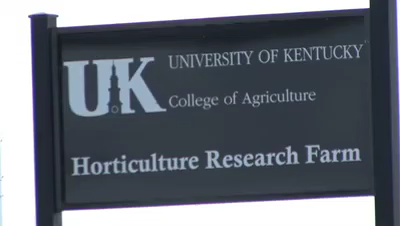 UK
UNIVERSITY OF KENTUCKY
College of Agriculture
Horticulture Research Farm